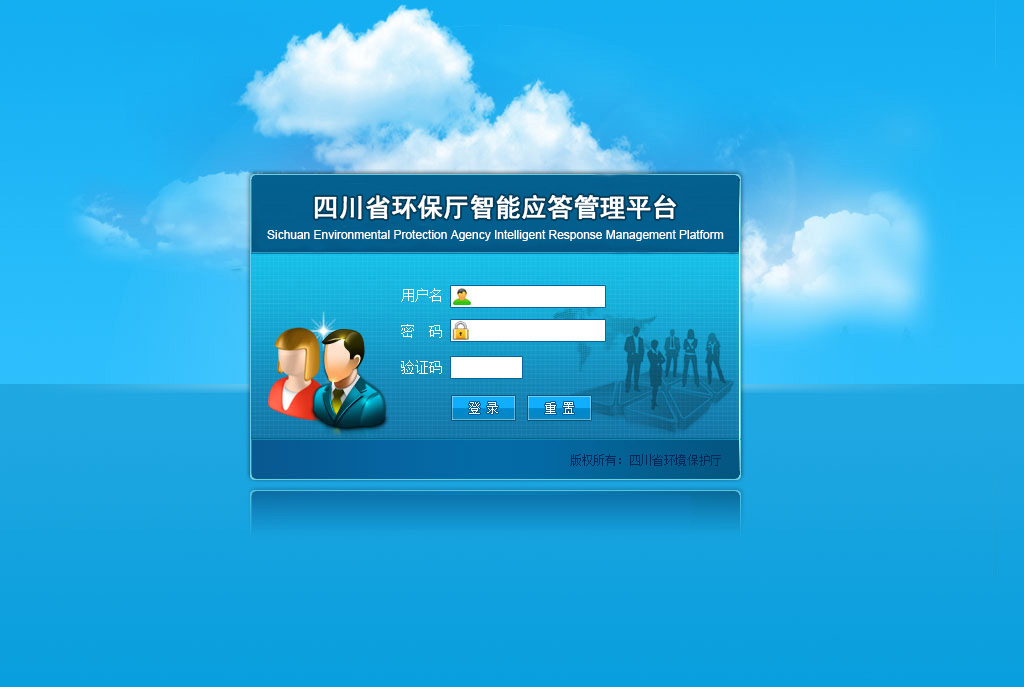 四川省环保厅智能应答管理平台
Sichuan Environmental Protection Agency Intelligent Response Management Platform
用户名
密 码
验证码
登 录 重 置
版权所有：四川省环境保护厅